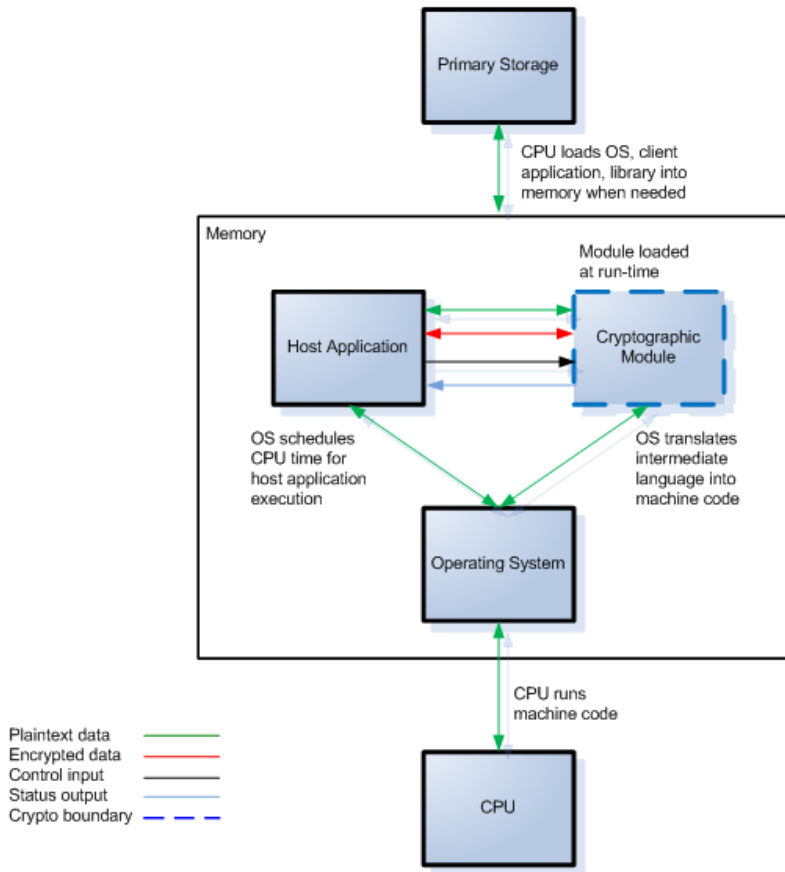 Primary Storage
CPU loads OS, client
application, library into
memory when needed
Memory
Module loaded
at run-time
Host Application
Cryptographic
Module
OS schedules
CPU time for
host application
execution
OS translates
intermediate
language into
machine code
Operating System
CPU runs
machine code
Plaintext data
Encrypted data
Control input
Status output
Crypto boundary
CPU